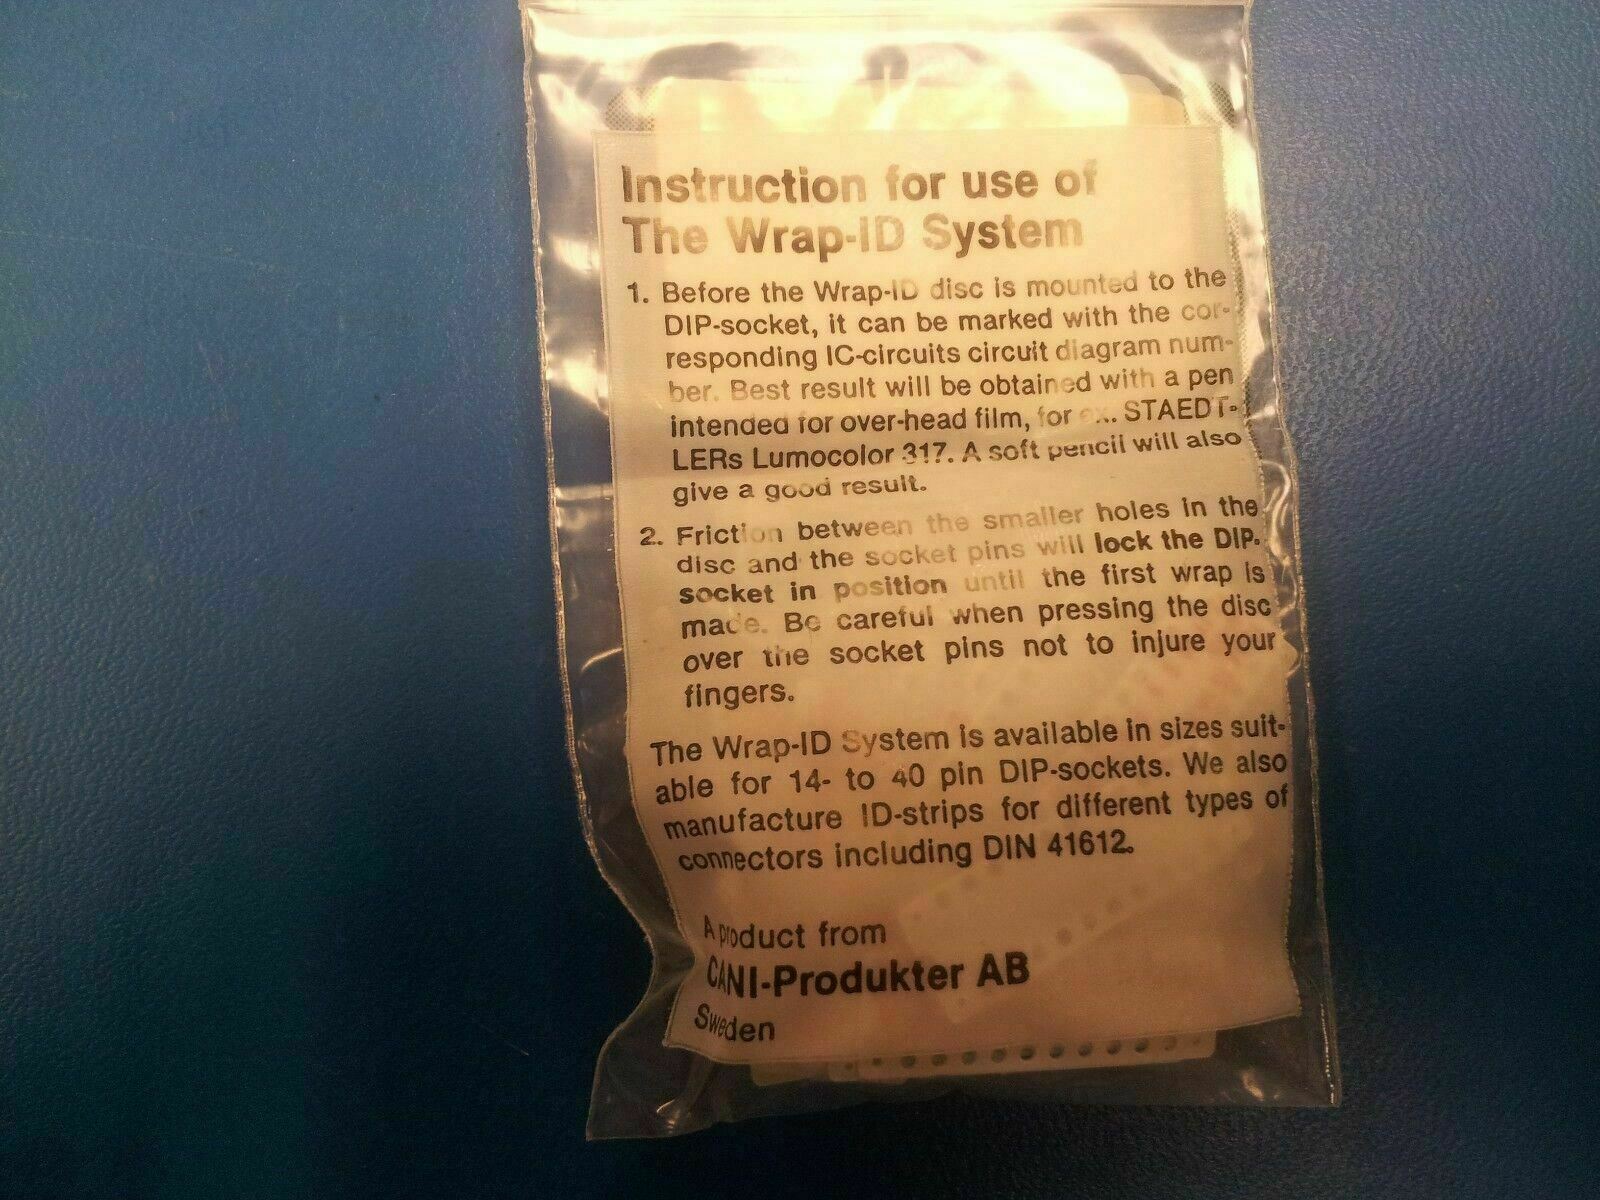 Instruction for use of
The Wrap-ID System
1. Before the Wrap-ID disc is mounted to the
DIP-socket, it can be marked with the cor-
responding IC-circuits circuit diagram num-
ber. Best result will be obtained with a pen
intended for over-head film, for ex. STAEDT-
LERs Lumocolor 317. A soft pencil will also
give a good result.
2. Friction between the smaller holes in the
disc and the socket pins will lock the DIP-
socket in position until the first wrap is
made. Be careful when pressing the disc
over the socket pins not to injure your
fingers.
The Wrap-ID System is available in sizes suit-
able for 14- to 40 pin DIP-sockets. We also
manufacture ID-strips for different types of
connectors including DIN 41612.
A product from
CANI-Produkter AB
Sweden